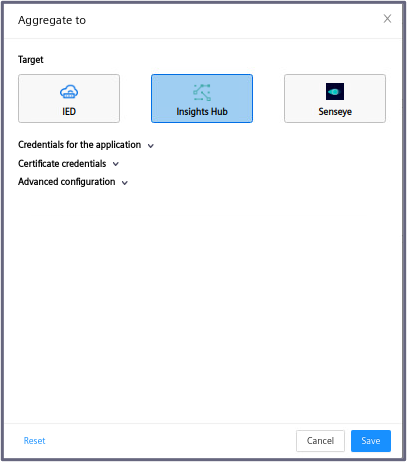 Aggregate to
Target
IED
Insights Hub
Senseye
Credentials for the application
Certificate credentials
Advanced configuration
Reset
Cancel
Save